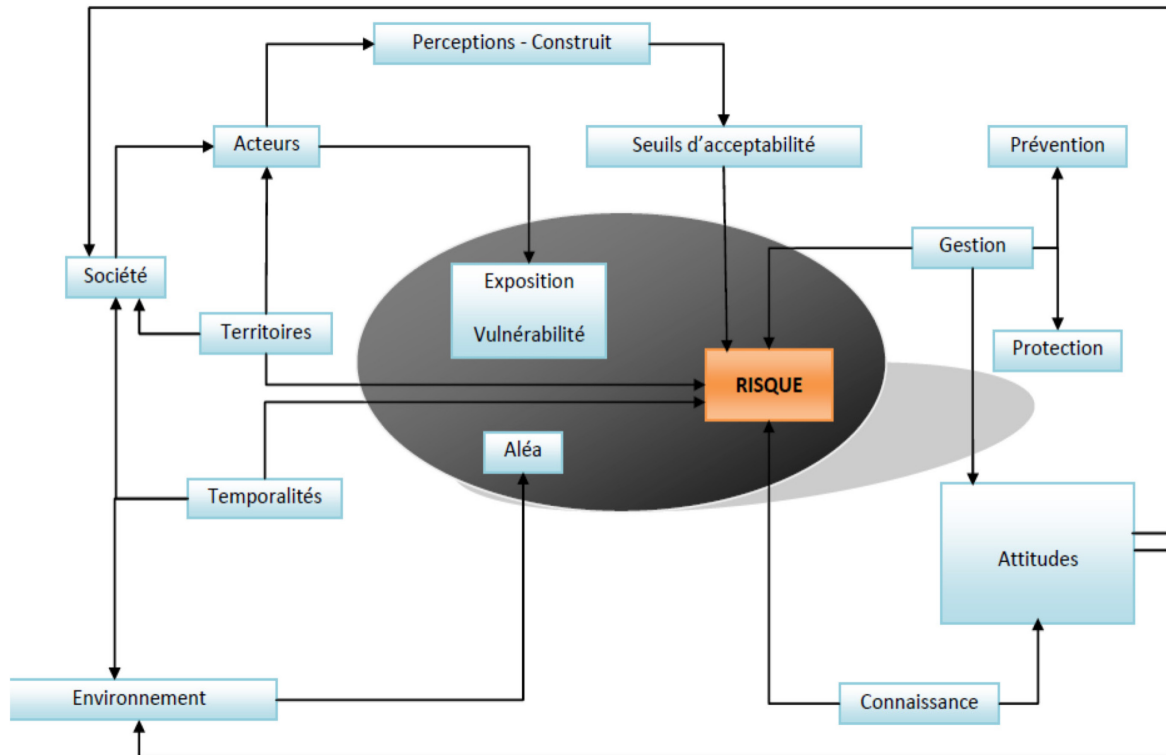 Perceptions - Construit
Acteurs
Seuils d'acceptabilité
Prévention
Société
Exposition
Vulnérabilité
Gestion
Territoires
Protection
RISQUE
Aléa
Temporalités
Attitudes
Environnement
Connaissance